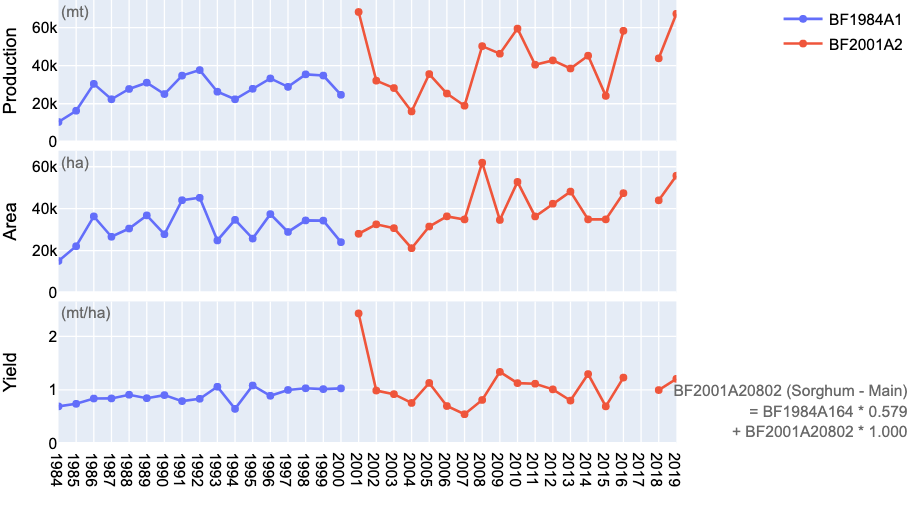 (mt)
Production
60k
40k
20k
0
BF1984A1
BF2001A2
(ha)
Area
60k
40k
20k
0
(mt/ha)
Yield
2
1
0
1984
1985
1986
1987
1988
1989
1990
1991
1992
1993
1994
1995
1996
1997
1998
1999
2000
2001
2002
2003
2004
2005
2006
2007
2008
2009
2010
2011
2012
2013
2014
2015
2016
2017
2018
2019
BF2001A20802 (Sorghum - Main)
= BF1984A164 * 0.579
+ BF2001A20802 * 1.000